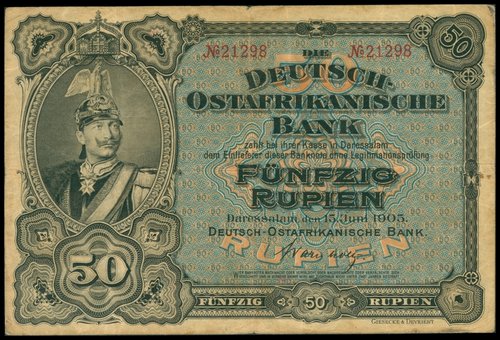 №21298 DIE №21298
50
DEUTSCH-
OSTAFRIKANISCHE
BANK
zahlt bei ihrer Kasse in Daressalam
dem Einlieferer dieser Banknote ohne Legitimationsprüfung
FÜNFZIG
RUPIEN
Daressalam, den 15. Juni 1905.
DEUTSCH-OSTAFRIKANISCHE BANK.
RUPIEN
50
FÜNFZIG 50 RUPIEN
GIESECKE & DEVRIENT